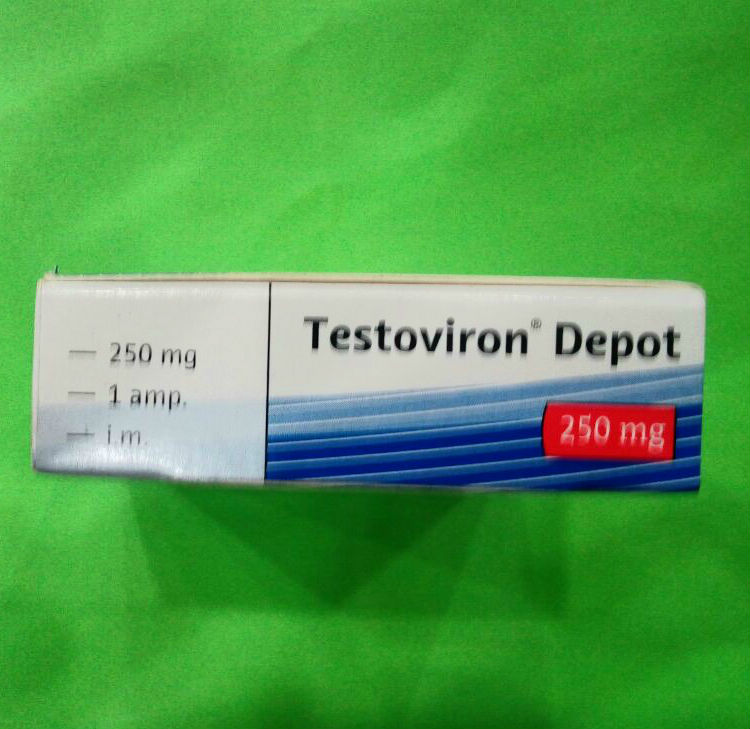 250 mg
1 amp.
i.m.
Testoviron® Depot
250 mg